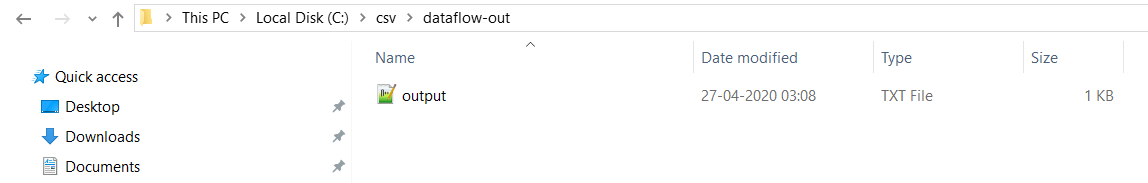 This PC > Local Disk (C:) > csv > dataflow-out
Name Date modified Type Size
Quick access
output 27-04-2020 03:08 TXT File 1 KB
Desktop
Downloads
Documents